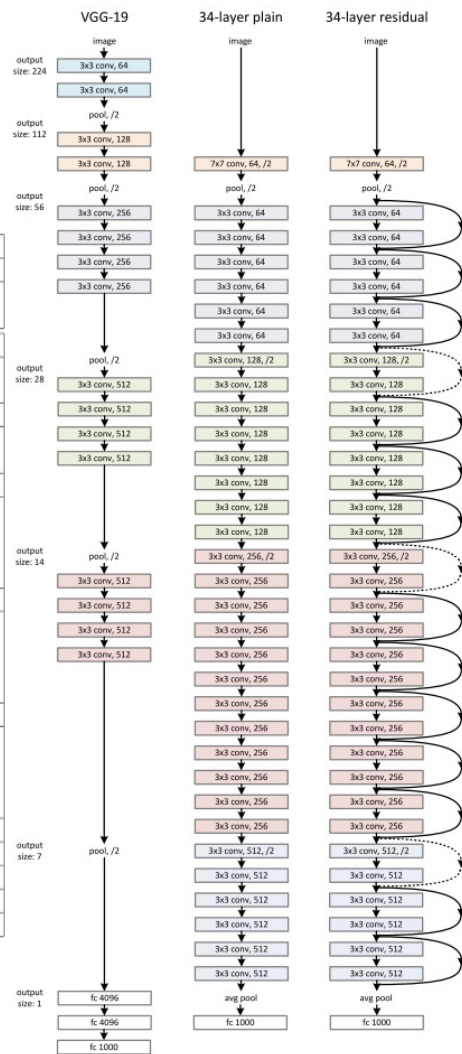 VGG-19
image
output
size: 224
3x3 conv, 64
3x3 conv, 64
pool, /2
output
size: 112
3x3 conv, 128
3x3 conv, 128
pool, /2
output
size: 56
3x3 conv, 256
3x3 conv, 256
3x3 conv, 256
3x3 conv, 256
pool, /2
output
size: 28
3x3 conv, 512
3x3 conv, 512
3x3 conv, 512
3x3 conv, 512
pool, /2
output
size: 14
3x3 conv, 512
3x3 conv, 512
3x3 conv, 512
3x3 conv, 512
output
size: 7
pool, /2
output
size: 1
fc 4096
fc 4096
fc 1000
34-layer plain
image
7x7 conv, 64, /2
pool, /2
3x3 conv, 64
3x3 conv, 64
3x3 conv, 64
3x3 conv, 64
3x3 conv, 64
3x3 conv, 64
3x3 conv, 128, /2
3x3 conv, 128
3x3 conv, 128
3x3 conv, 128
3x3 conv, 128
3x3 conv, 128
3x3 conv, 128
3x3 conv, 128
3x3 conv, 256, /2
3x3 conv, 256
3x3 conv, 256
3x3 conv, 256
3x3 conv, 256
3x3 conv, 256
3x3 conv, 256
3x3 conv, 256
3x3 conv, 256
3x3 conv, 256
3x3 conv, 256
3x3 conv, 256
3x3 conv, 512, /2
3x3 conv, 512
3x3 conv, 512
3x3 conv, 512
3x3 conv, 512
3x3 conv, 512
avg pool
fc 1000
34-layer residual
image
7x7 conv, 64, /2
pool, /2
3x3 conv, 64
3x3 conv, 64
3x3 conv, 64
3x3 conv, 64
3x3 conv, 64
3x3 conv, 64
3x3 conv, 128, /2
3x3 conv, 128
3x3 conv, 128
3x3 conv, 128
3x3 conv, 128
3x3 conv, 128
3x3 conv, 128
3x3 conv, 128
3x3 conv, 256, /2
3x3 conv, 256
3x3 conv, 256
3x3 conv, 256
3x3 conv, 256
3x3 conv, 256
3x3 conv, 256
3x3 conv, 256
3x3 conv, 256
3x3 conv, 256
3x3 conv, 256
3x3 conv, 256
3x3 conv, 512, /2
3x3 conv, 512
3x3 conv, 512
3x3 conv, 512
3x3 conv, 512
3x3 conv, 512
avg pool
fc 1000